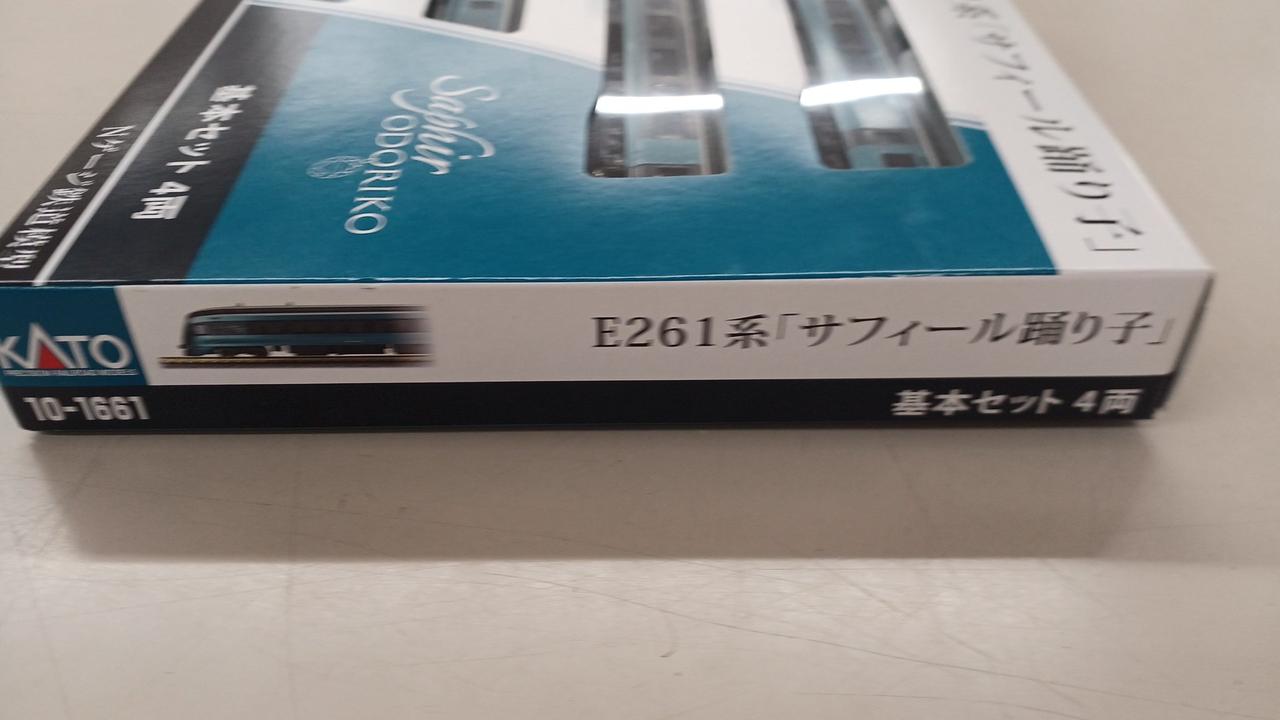 系「サフィール踊り子」
Saphir
ODORIKO
基本セット 4両
Nゲージ鉄道模型
KATO
E261系「サフィール踊り子」
10-1661
基本セット 4両